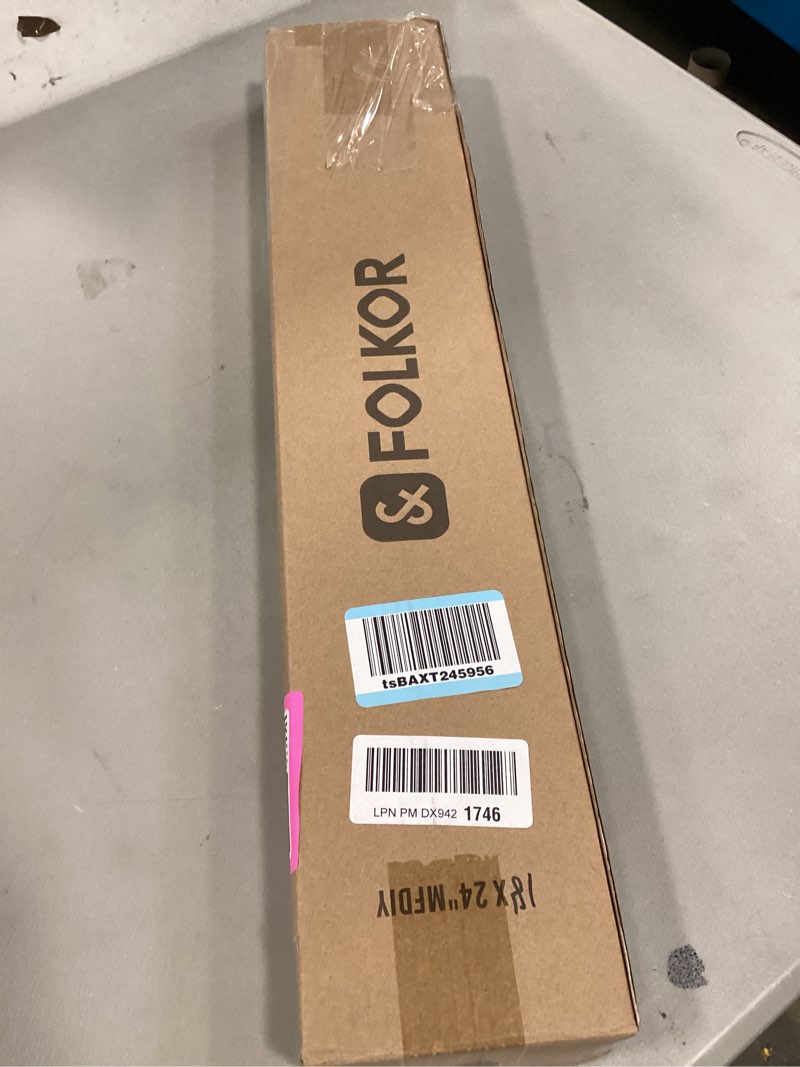 FOLKOR
tsBAXT245956
LPN PM DX942 1746
18 X 24" MFDIY